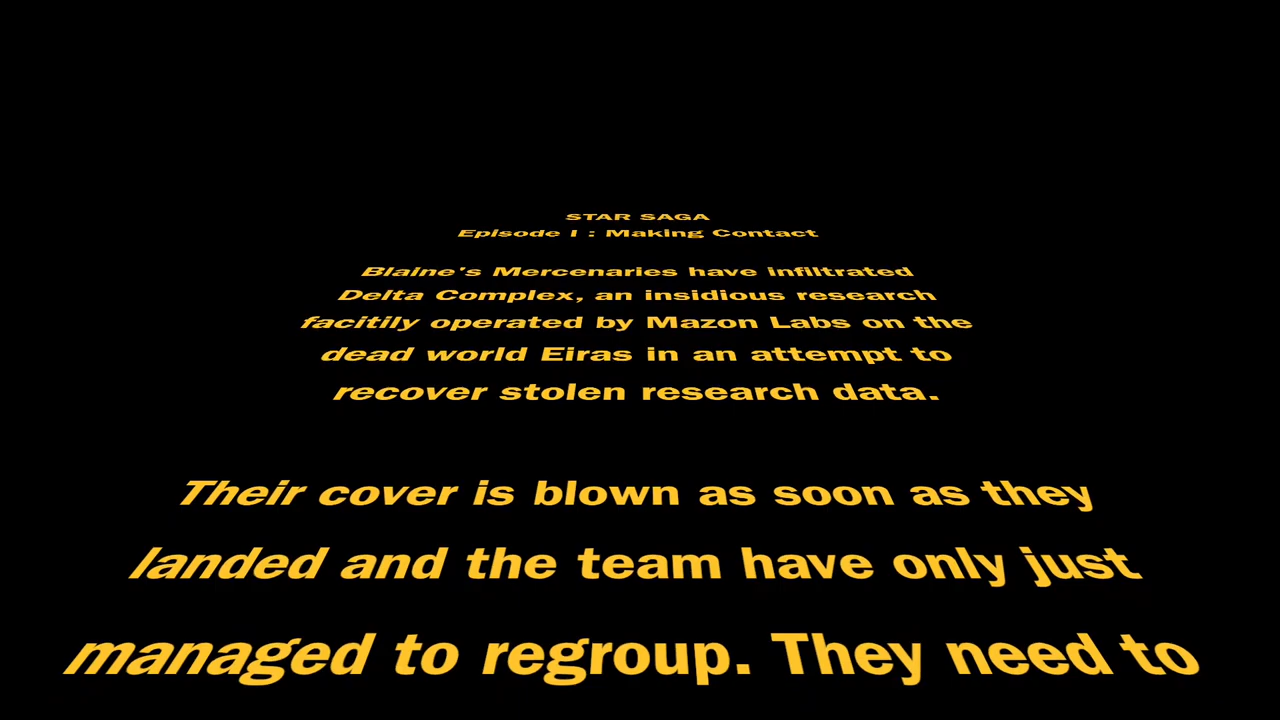 STAR SAGA
Episode I : Making Contact
Blaine's Mercenaries have infiltrated
Delta Complex, an insidious research
facitily operated by Mazon Labs on the
dead world Eiras in an attempt to
recover stolen research data.
Their cover is blown as soon as they
landed and the team have only just
managed to regroup. They need to